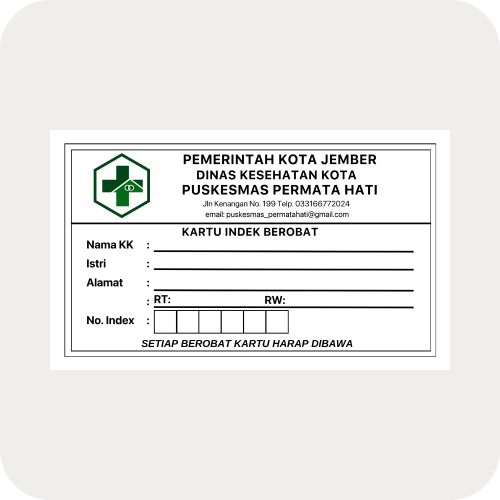 PEMERINTAH KOTA JEMBER
DINAS KESEHATAN KOTA
PUSKESMAS PERMATA HATI
Jln Kenangan No. 199 Telp. 033166772024
email: puskesmas_permatahati@gmail.com
KARTU INDEK BEROBAT
Nama KK :
Istri :
Alamat :
: RT: RW:
No. Index :
SETIAP BEROBAT KARTU HARAP DIBAWA